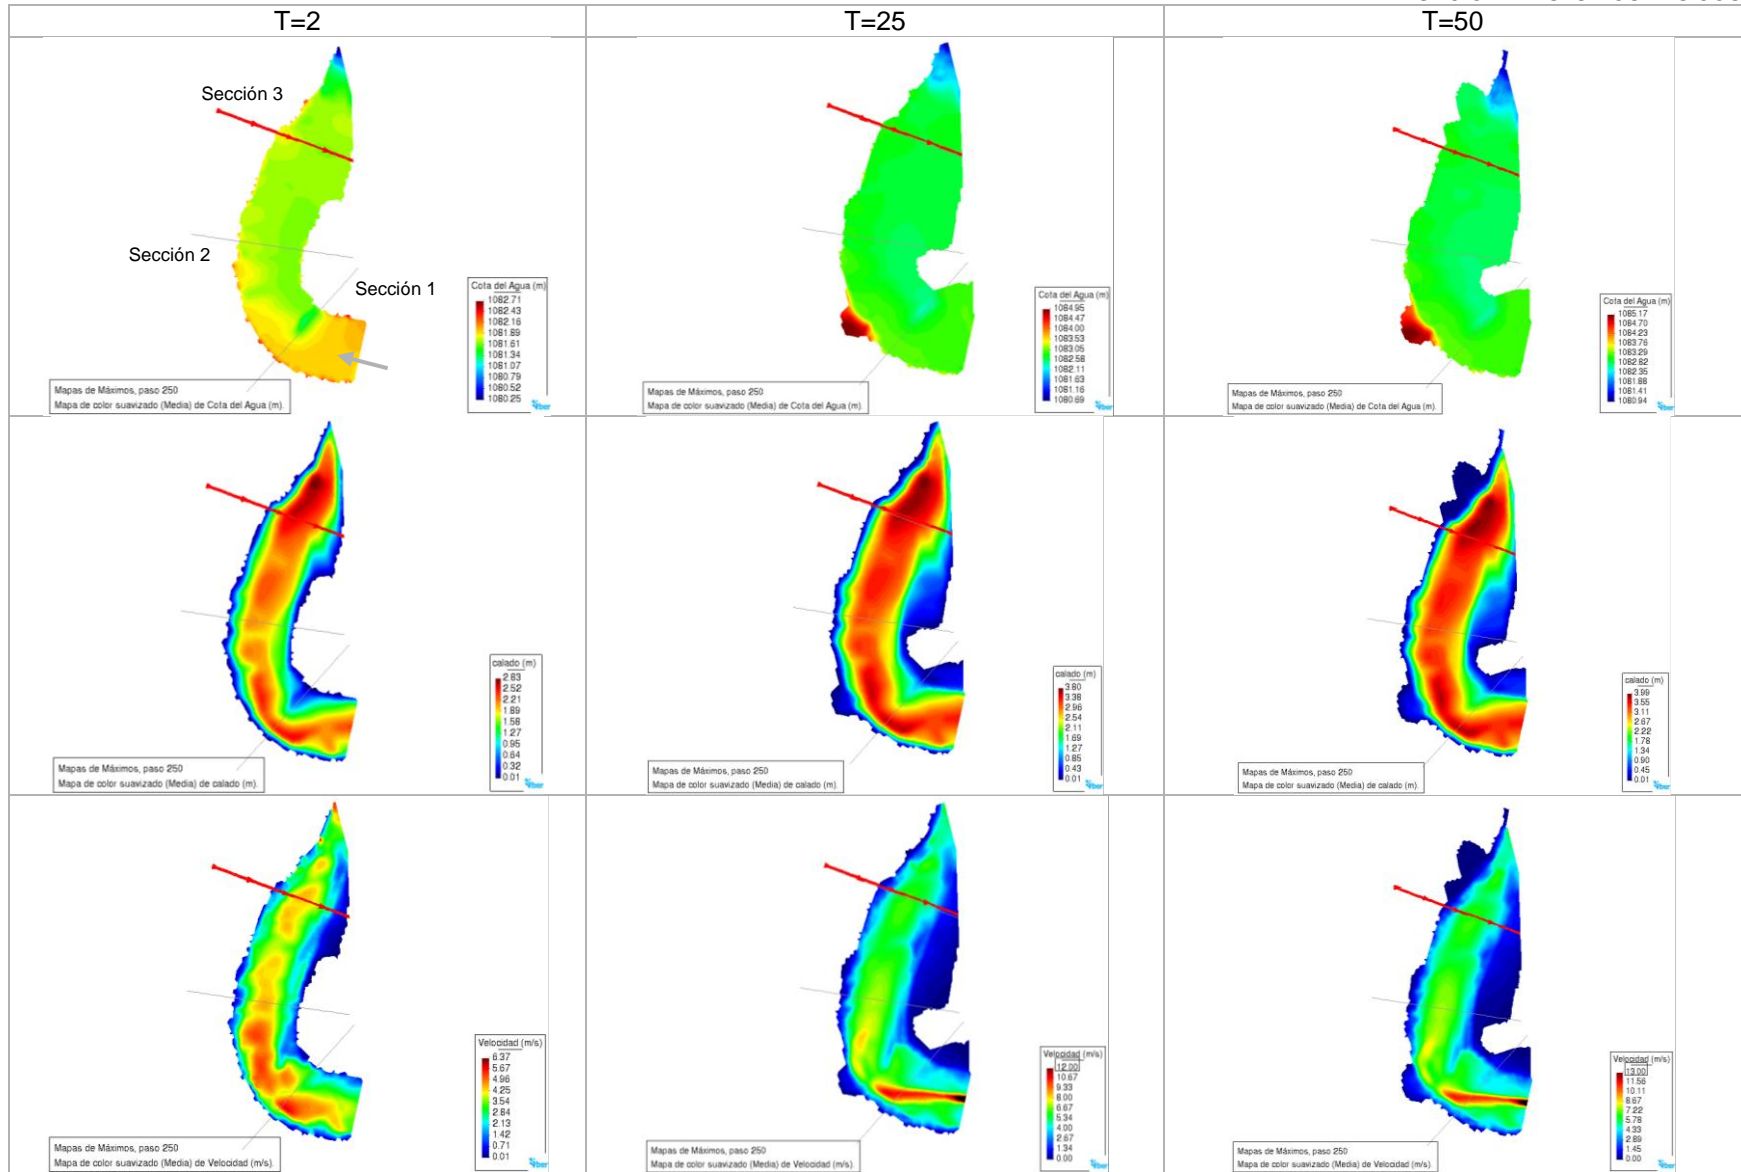 T=2
T=25
T=50
Sección 3
Sección 2
Sección 1
Cota del Agua (m)
1082.71
1082.43
1082.16
1081.89
1081.61
1081.34
1081.07
1080.79
1080.52
1080.25
Mapas de Máximos, paso 250
Mapa de color suavizado (Media) de Cota del Agua (m).
Iber
Cota del Agua (m)
1084.95
1084.47
1084.00
1083.53
1083.05
1082.58
1082.11
1081.63
1081.16
1080.69
Mapas de Máximos, paso 250
Mapa de color suavizado (Media) de Cota del Agua (m).
Iber
Cota del Agua (m)
1085.17
1084.70
1084.23
1083.76
1083.29
1082.82
1082.35
1081.88
1081.41
1080.94
Mapas de Máximos, paso 250
Mapa de color suavizado (Media) de Cota del Agua (m).
Iber
calado (m)
2.83
2.52
2.21
1.89
1.58
1.27
0.95
0.64
0.32
0.01
Mapas de Máximos, paso 250
Mapa de color suavizado (Media) de calado (m).
Iber
calado (m)
3.80
3.38
2.96
2.54
2.11
1.69
1.27
0.85
0.43
0.01
Mapas de Máximos, paso 250
Mapa de color suavizado (Media) de calado (m).
Iber
calado (m)
3.99
3.55
3.11
2.67
2.22
1.78
1.34
0.90
0.45
0.01
Mapas de Máximos, paso 250
Mapa de color suavizado (Media) de calado (m).
Iber
Velocidad (m/s)
6.37
5.67
4.96
4.25
3.54
2.84
2.13
1.42
0.71
0.01
Mapas de Máximos, paso 250
Mapa de color suavizado (Media) de Velocidad (m/s).
Iber
Velocidad (m/s)
12.00
10.67
9.33
8.00
6.67
5.34
4.00
2.67
1.34
0.00
Mapas de Máximos, paso 250
Mapa de color suavizado (Media) de Velocidad (m/s).
Iber
Velocidad (m/s)
13.00
11.56
10.11
8.67
7.22
5.78
4.33
2.89
1.45
0.00
Mapas de Máximos, paso 250
Mapa de color suavizado (Media) de Velocidad (m/s).
Iber